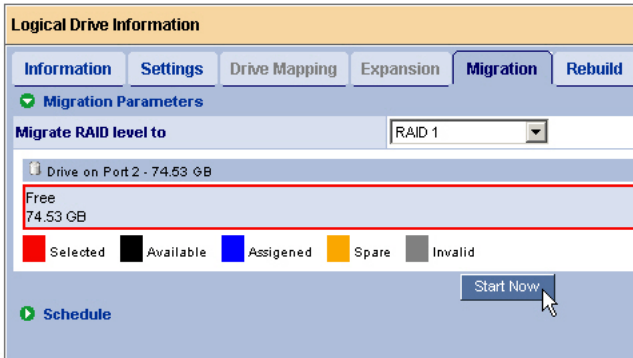 Logical Drive Information
Information Settings Drive Mapping Expansion Migration Rebuild
Migration Parameters
Migrate RAID level to RAID 1
Drive on Port 2 - 74.53 GB
Free
74.53 GB
Selected Available Assigened Spare Invalid
Start Now
Schedule